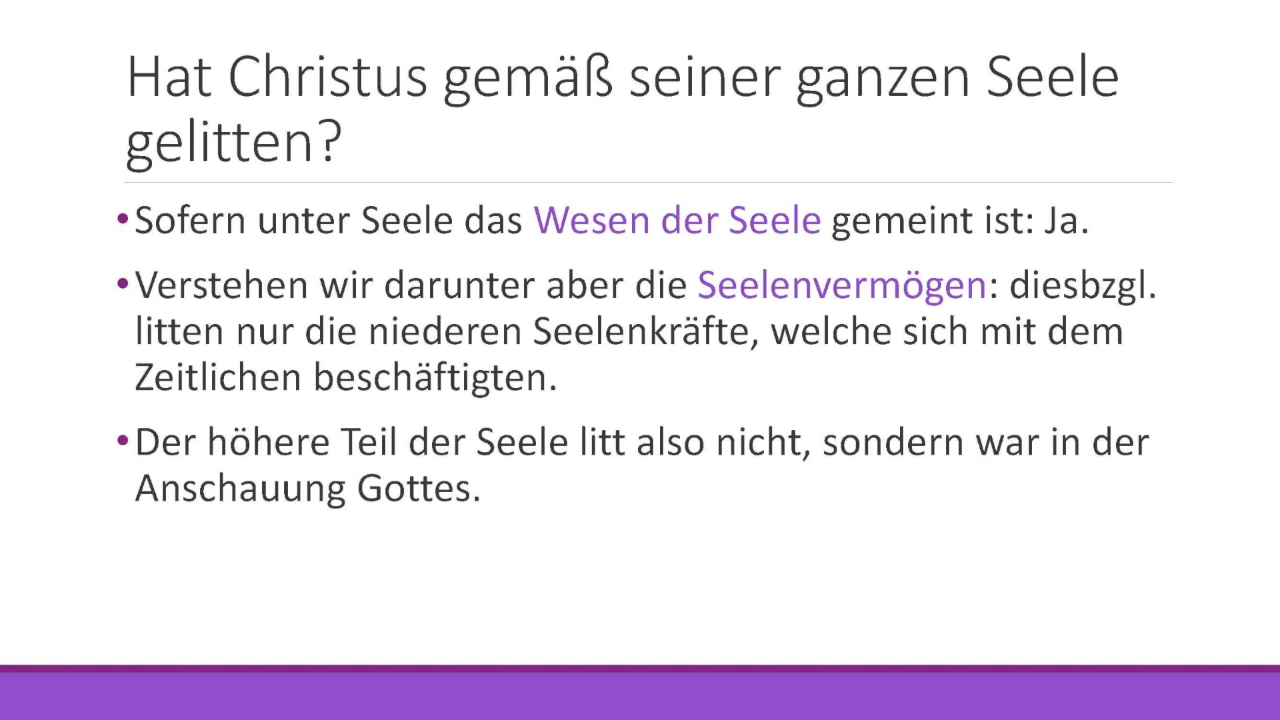 Hat Christus gemäß seiner ganzen Seele
gelitten?
•Sofern unter Seele das Wesen der Seele gemeint ist: Ja.
•Verstehen wir darunter aber die Seelenvermögen: diesbzgl.
litten nur die niederen Seelenkräfte, welche sich mit dem
Zeitlichen beschäftigten.
•Der höhere Teil der Seele litt also nicht, sondern war in der
Anschauung Gottes.